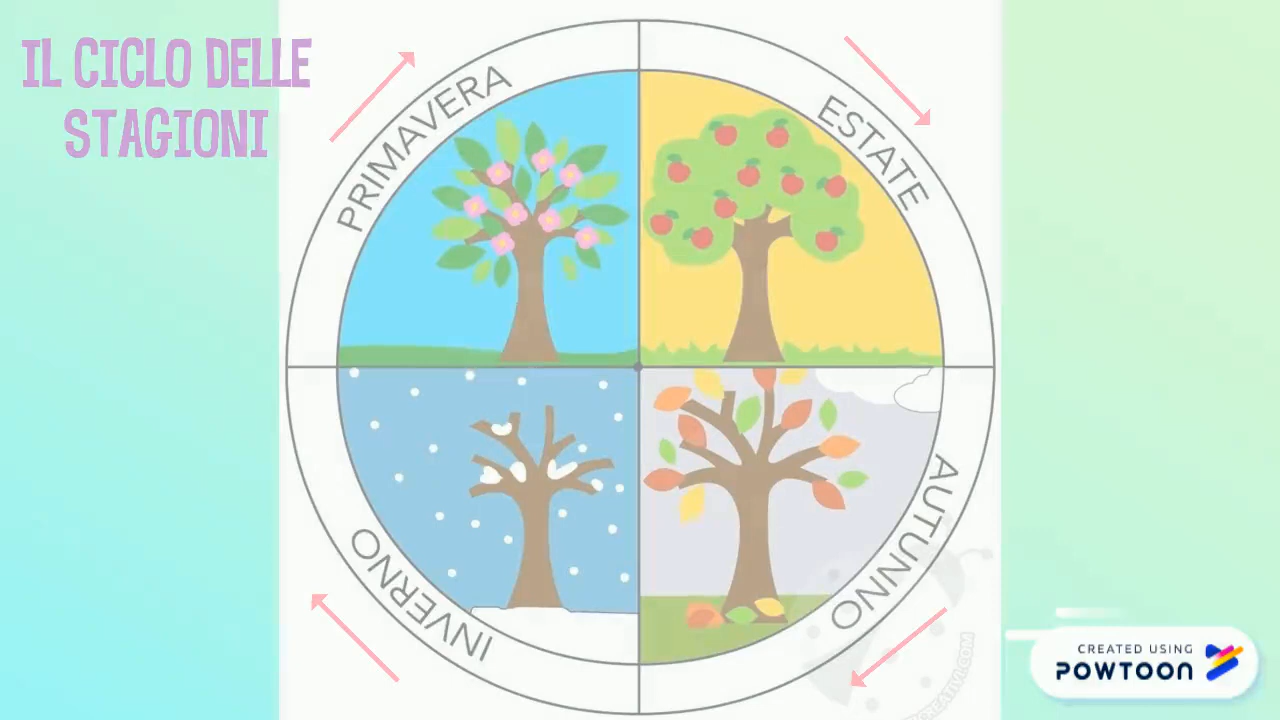 IL CICLO DELLE
STAGIONI
PRIMAVERA
ESTATE
INVERNO
AUTUNNO
CREATED USING
POWTOON